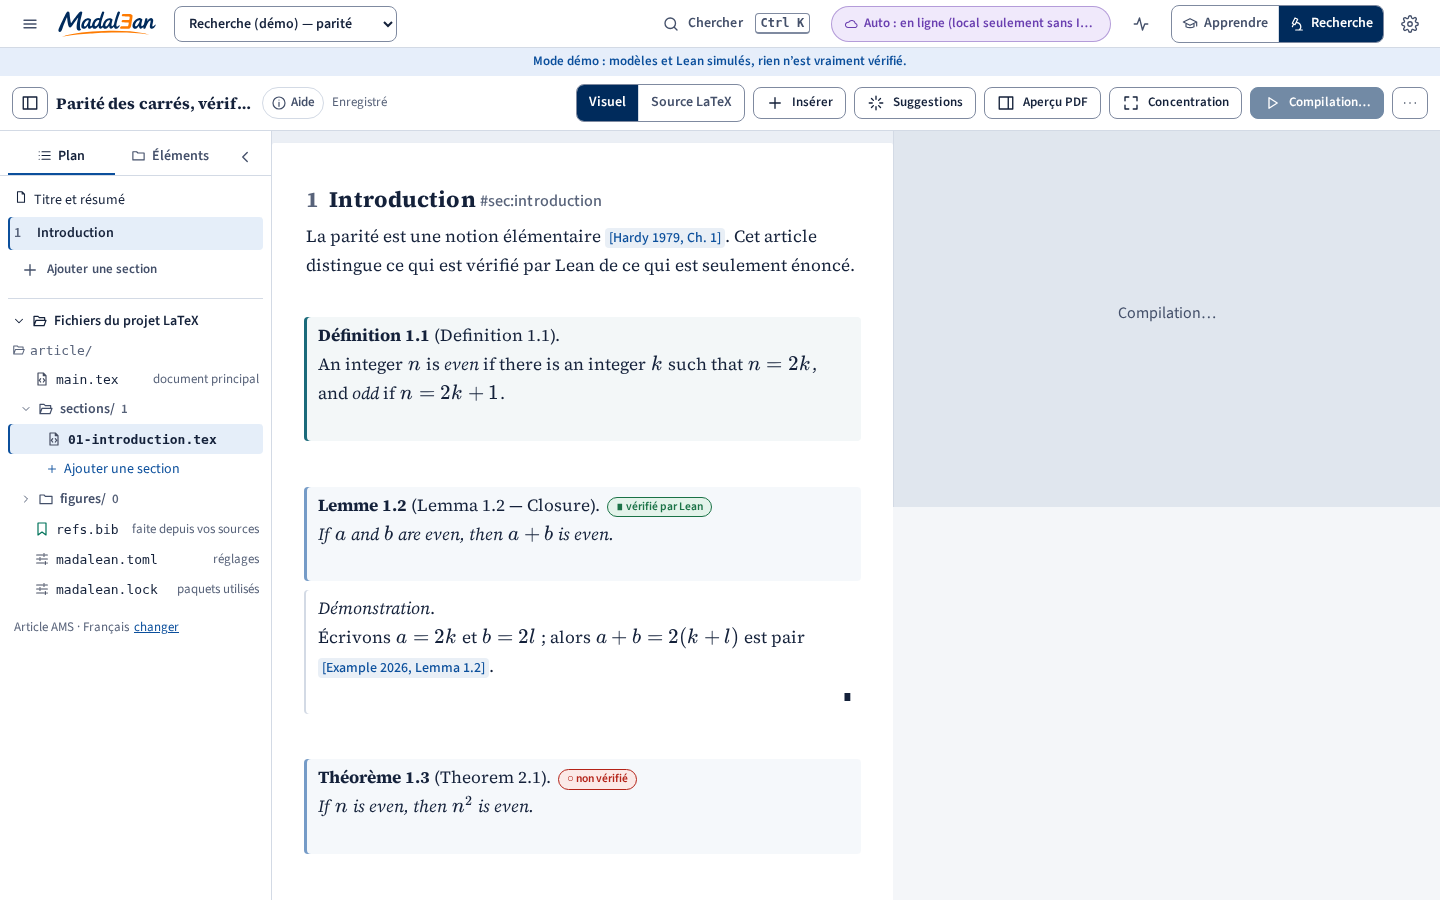 MadalEan
Recherche (démo) — parité
Chercher
Ctrl K
Auto : en ligne (local seulement sans I…
Apprendre
Recherche
Mode démo : modèles et Lean simulés, rien n’est vraiment vérifié.
Parité des carrés, vérif…
Aide
Enregistré
Visuel
Source LaTeX
Insérer
Suggestions
Aperçu PDF
Concentration
Compilation…
Plan
Éléments
Titre et résumé
1 Introduction
Ajouter une section
Fichiers du projet LaTeX
article/
main.tex document principal
sections/ 1
01-introduction.tex
+ Ajouter une section
figures/ 0
refs.bib faite depuis vos sources
madalean.toml réglages
madalean.lock paquets utilisés
Article AMS · Français changer
1 Introduction #sec:introduction
La parité est une notion élémentaire [Hardy 1979, Ch. 1]. Cet article
distingue ce qui est vérifié par Lean de ce qui est seulement énoncé.
Définition 1.1 (Definition 1.1).
An integer n is even if there is an integer k such that n = 2k,
and odd if n = 2k + 1.
Lemme 1.2 (Lemma 1.2 — Closure). ∎ vérifié par Lean
If a and b are even, then a + b is even.
Démonstration.
Écrivons a = 2k et b = 2l ; alors a + b = 2(k + l) est pair
[Example 2026, Lemma 1.2].
∎
Théorème 1.3 (Theorem 2.1). ○ non vérifié
If n is even, then n² is even.
Compilation…